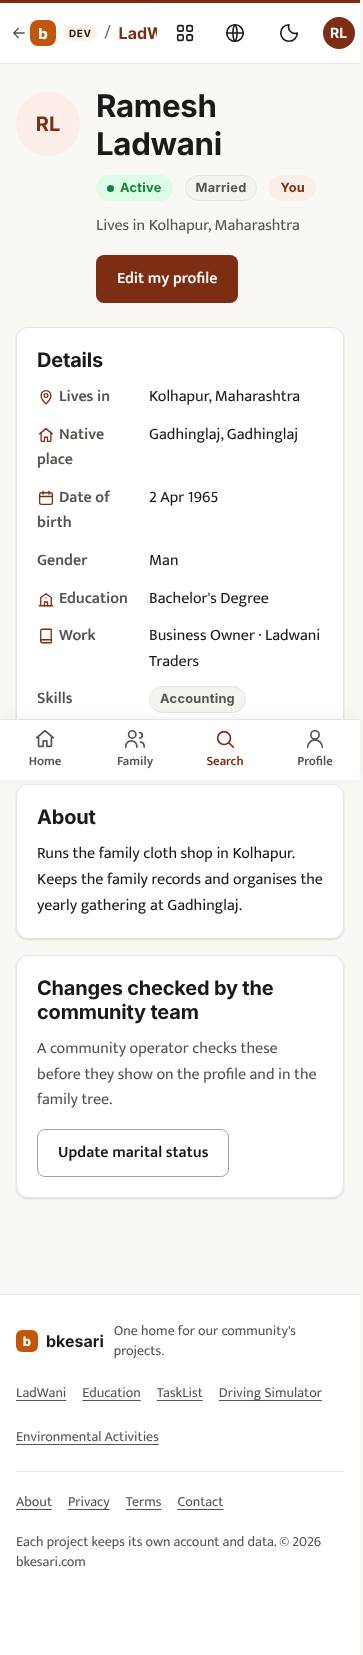 b DEV / LadW RL
RL
Ramesh
Ladwani
Active Married You
Lives in Kolhapur, Maharashtra
Edit my profile
Details
Lives in Kolhapur, Maharashtra
Native place Gadhinglaj, Gadhinglaj
Date of birth 2 Apr 1965
Gender Man
Education Bachelor's Degree
Work Business Owner · Ladwani
Traders
Skills Accounting
Home Family Search Profile
About
Runs the family cloth shop in Kolhapur.
Keeps the family records and organises the
yearly gathering at Gadhinglaj.
Changes checked by the
community team
A community operator checks these
before they show on the profile and in the
family tree.
Update marital status
b bkesari One home for our community's
projects.
LadWani Education TaskList Driving Simulator
Environmental Activities
About Privacy Terms Contact
Each project keeps its own account and data. © 2026
bkesari.com